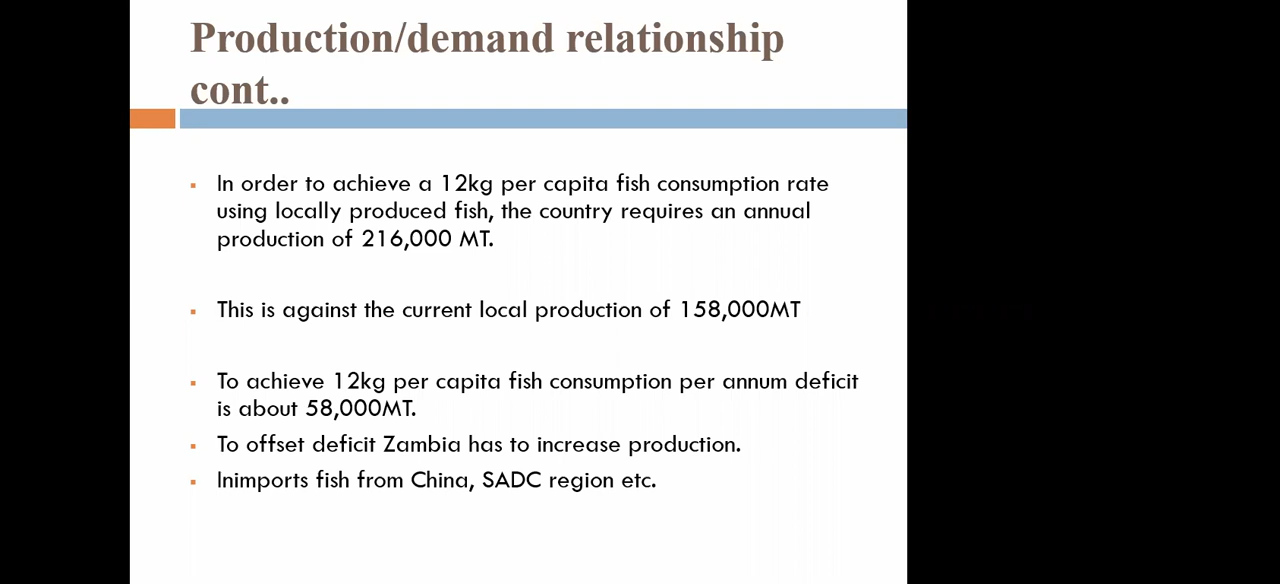 Production/demand relationship
cont..
In order to achieve a 12kg per capita fish consumption rate
using locally produced fish, the country requires an annual
production of 216,000 MT.
This is against the current local production of 158,000MT
To achieve 12kg per capita fish consumption per annum deficit
is about 58,000MT.
To offset deficit Zambia has to increase production.
Inimports fish from China, SADC region etc.